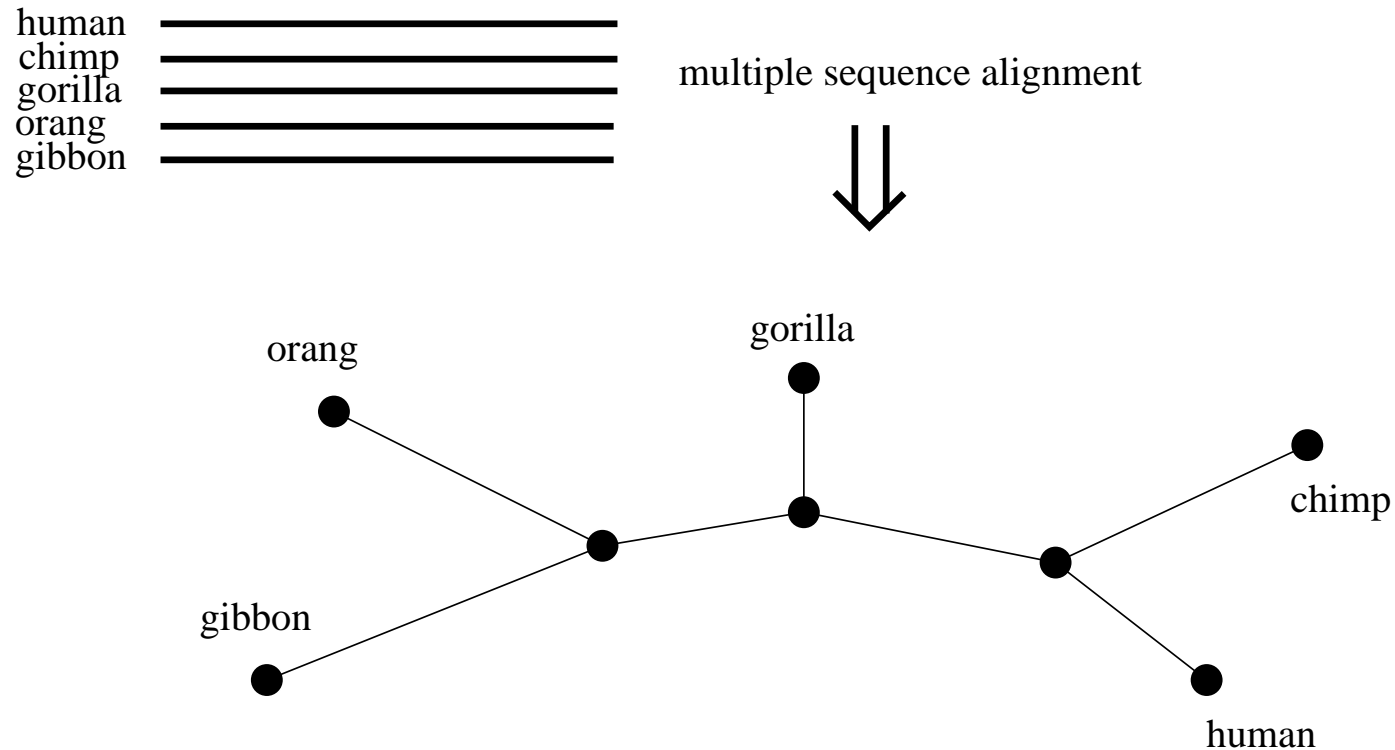 human
chimp
gorilla
orang
gibbon
multiple sequence alignment
gorilla
orang
chimp
gibbon
human